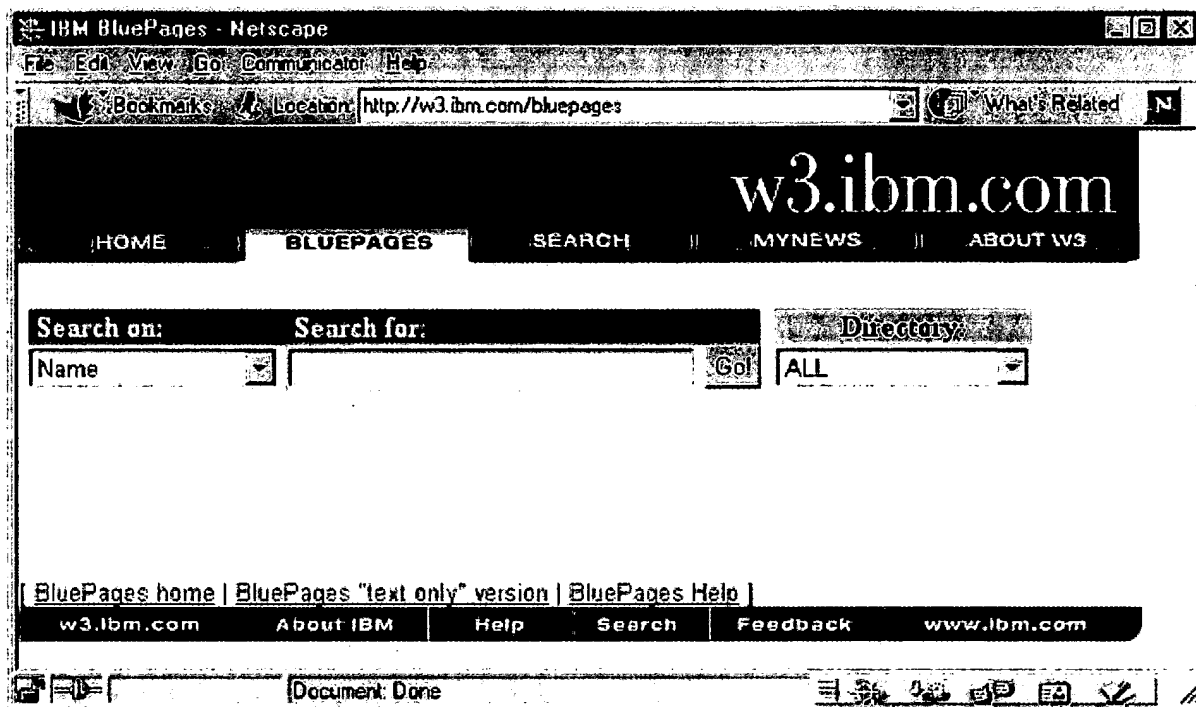 IBM BluePages - Netscape
File Edit View Go Communicator Help
Bookmarks Location: http://w3.ibm.com/bluepages What's Related N
w3.ibm.com
HOME BLUEPAGES SEARCH MYNEWS ABOUT W3
Search on: Search for: Directory:
Name Go! ALL
[ BluePages home | BluePages "text only" version | BluePages Help ]
w3.ibm.com About IBM Help Search Feedback www.ibm.com
Document: Done